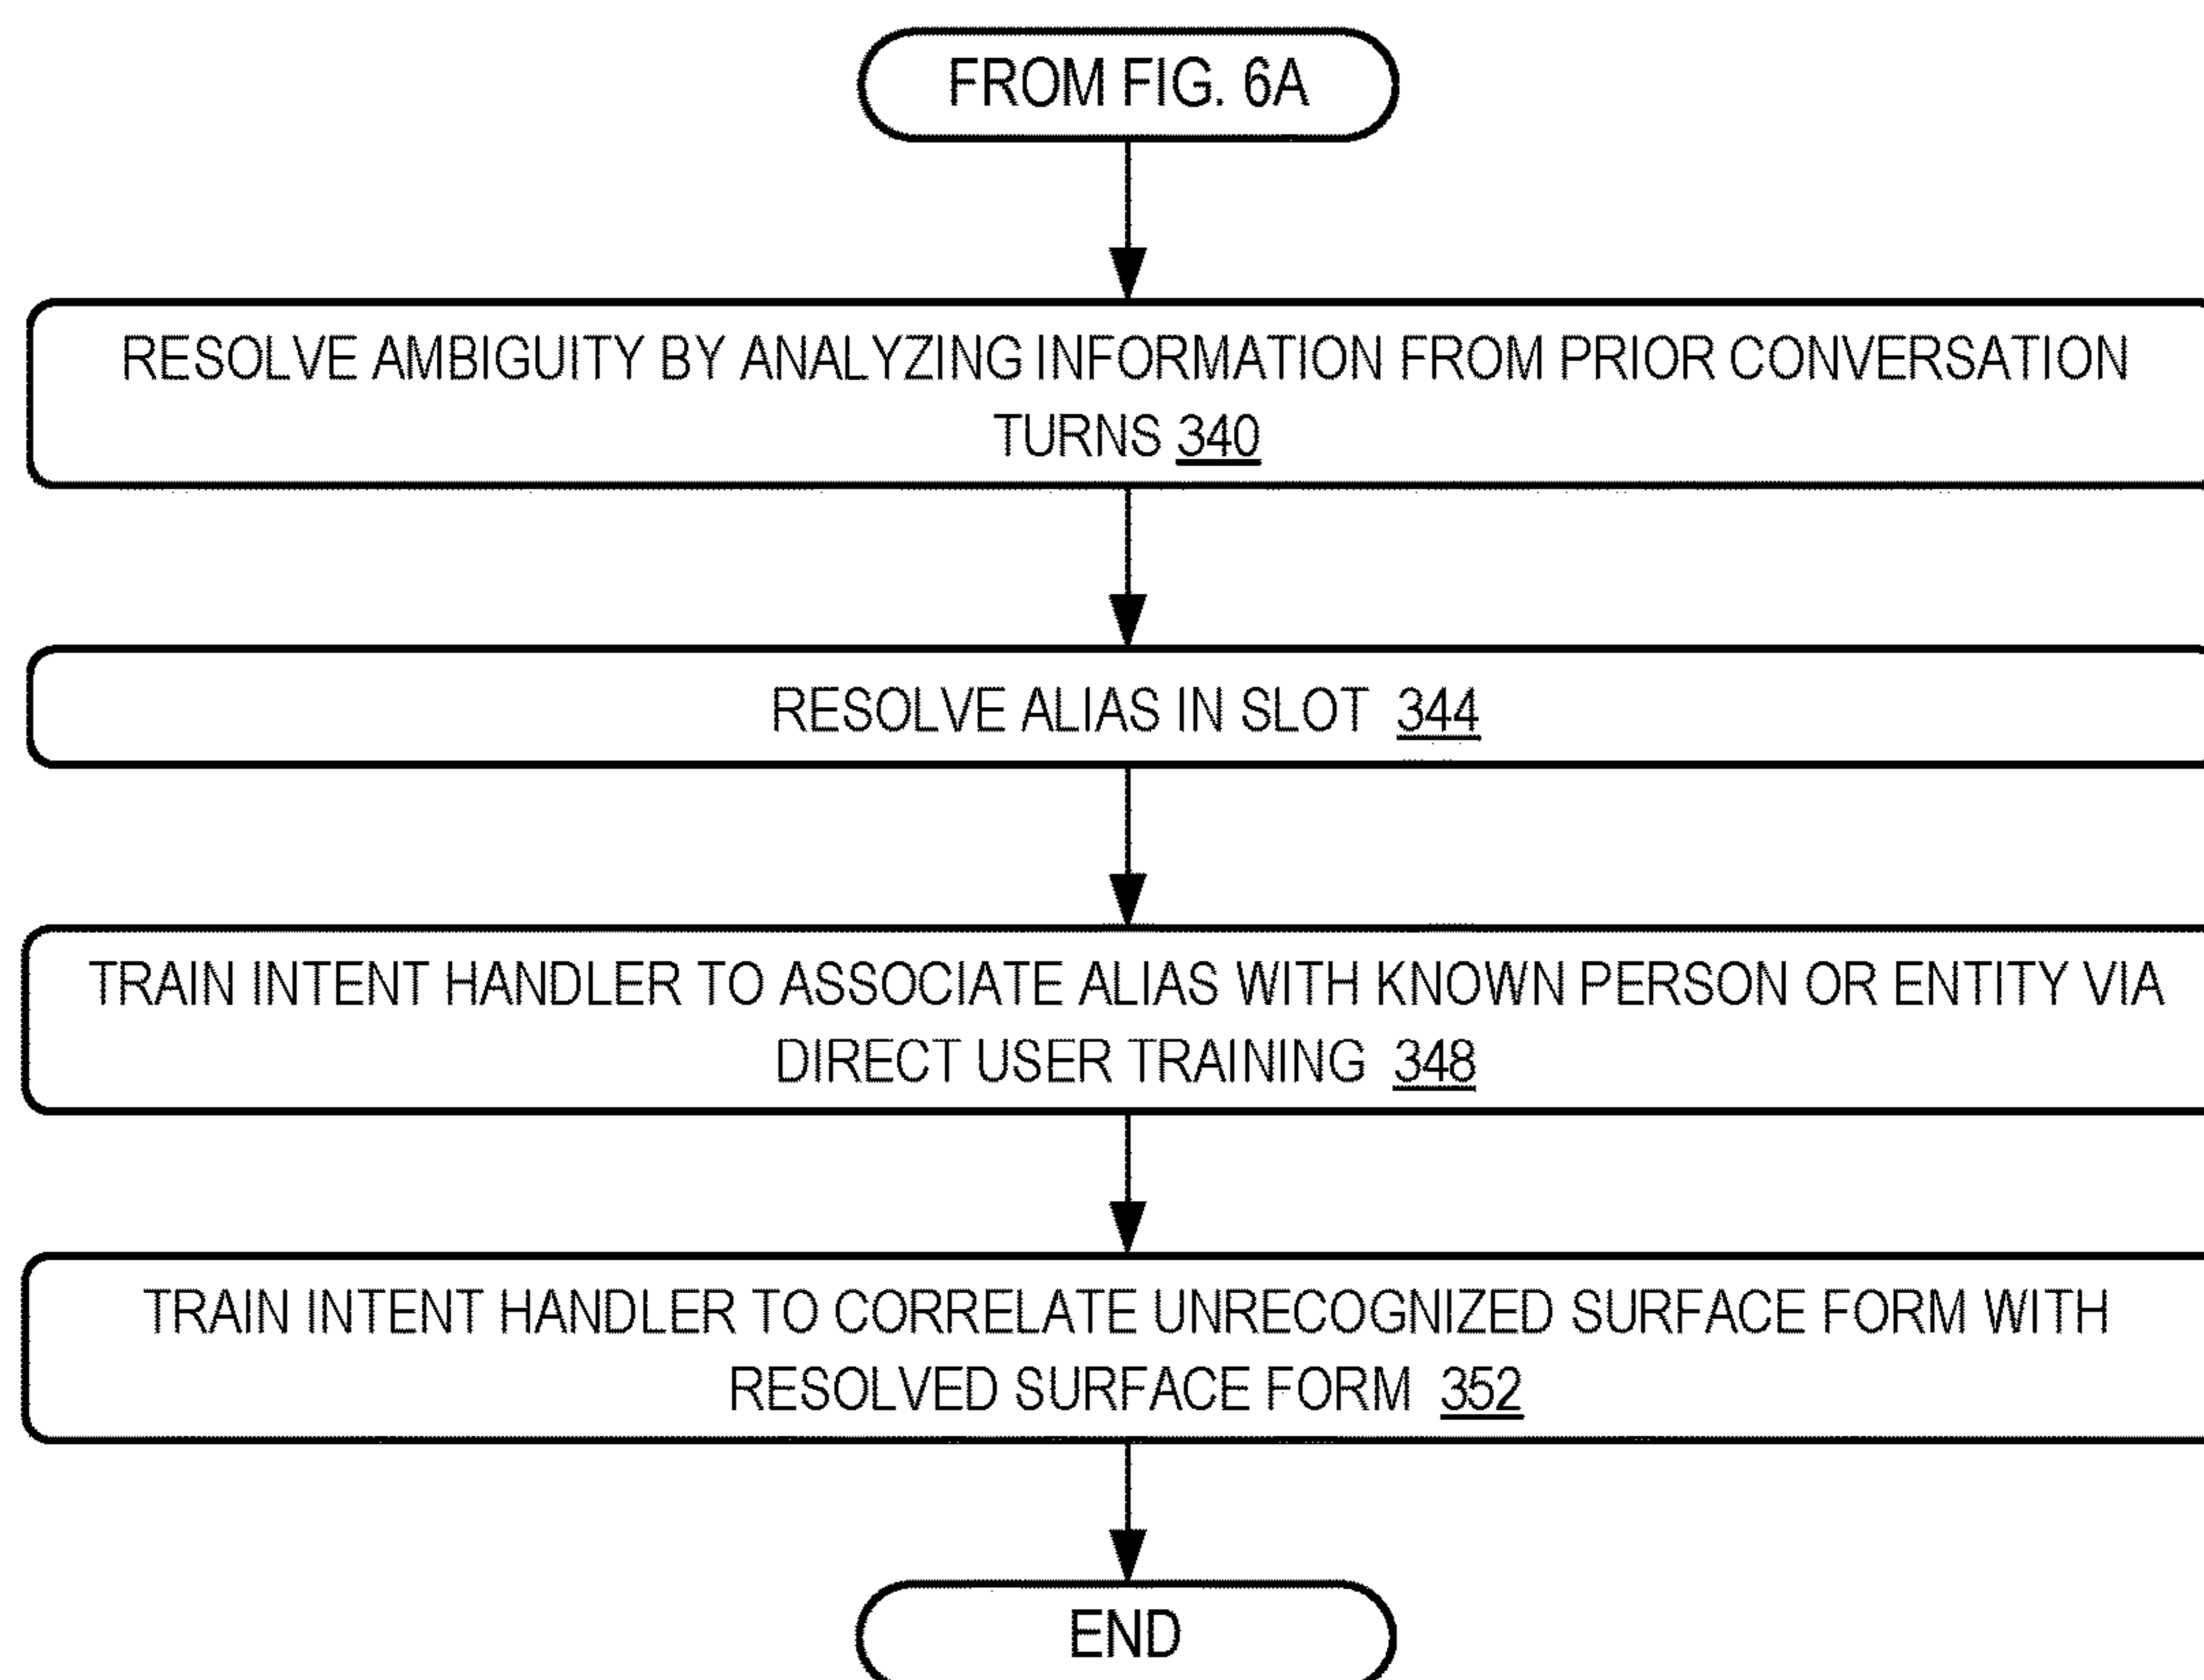 FROM FIG. 6A
RESOLVE AMBIGUITY BY ANALYZING INFORMATION FROM PRIOR CONVERSATION
TURNS 340
RESOLVE ALIAS IN SLOT 344
TRAIN INTENT HANDLER TO ASSOCIATE ALIAS WITH KNOWN PERSON OR ENTITY VIA
DIRECT USER TRAINING 348
TRAIN INTENT HANDLER TO CORRELATE UNRECOGNIZED SURFACE FORM WITH
RESOLVED SURFACE FORM 352
END